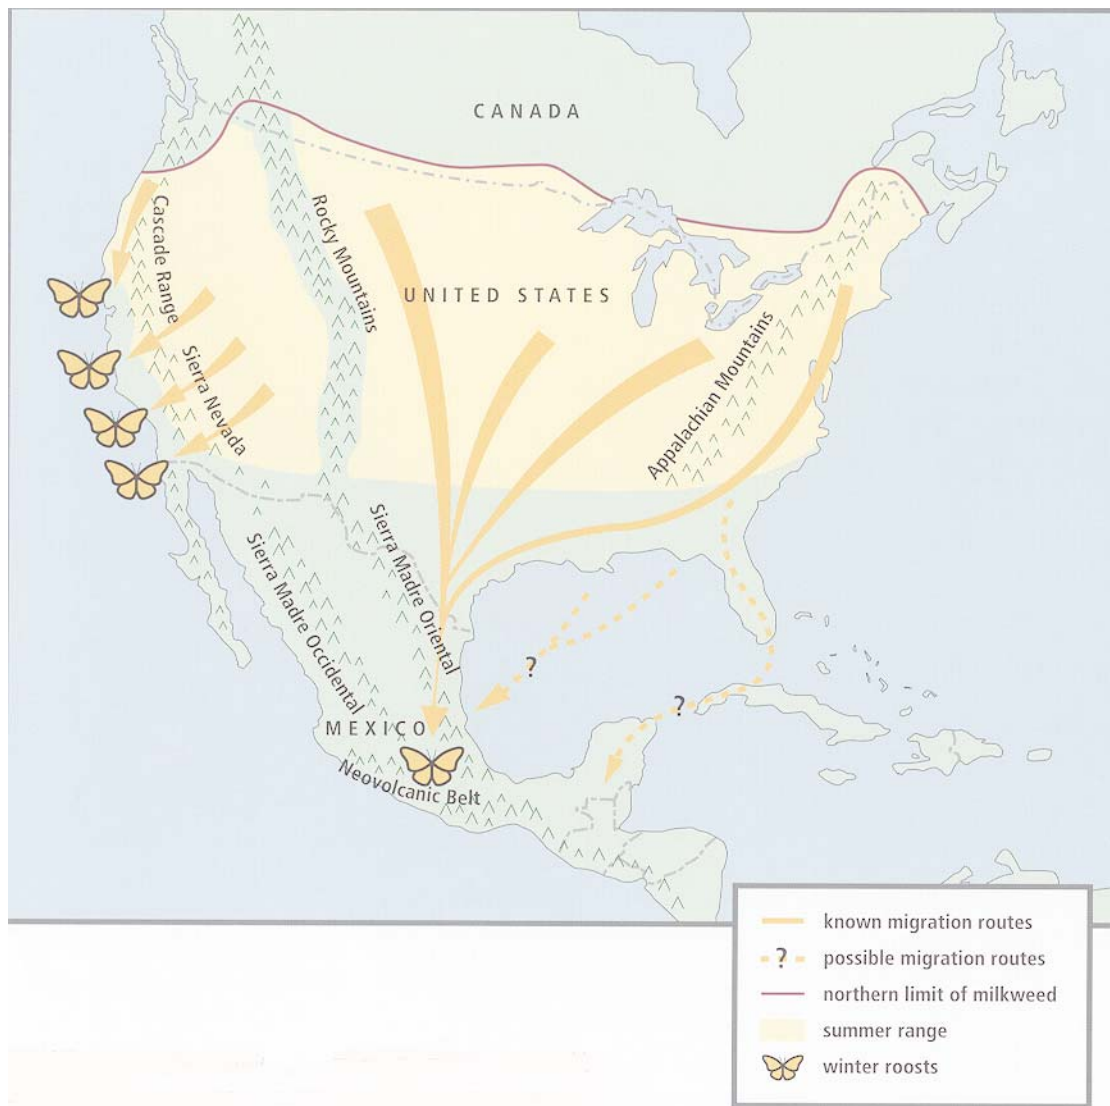 CANADA
Cascade Range
Rocky Mountains
UNITED STATES
Sierra Nevada
Appalachian Mountains
Sierra Madre Occidental
Sierra Madre Oriental
?
?
MEXICO
Neovolcanic Belt
known migration routes
? possible migration routes
northern limit of milkweed
summer range
winter roosts